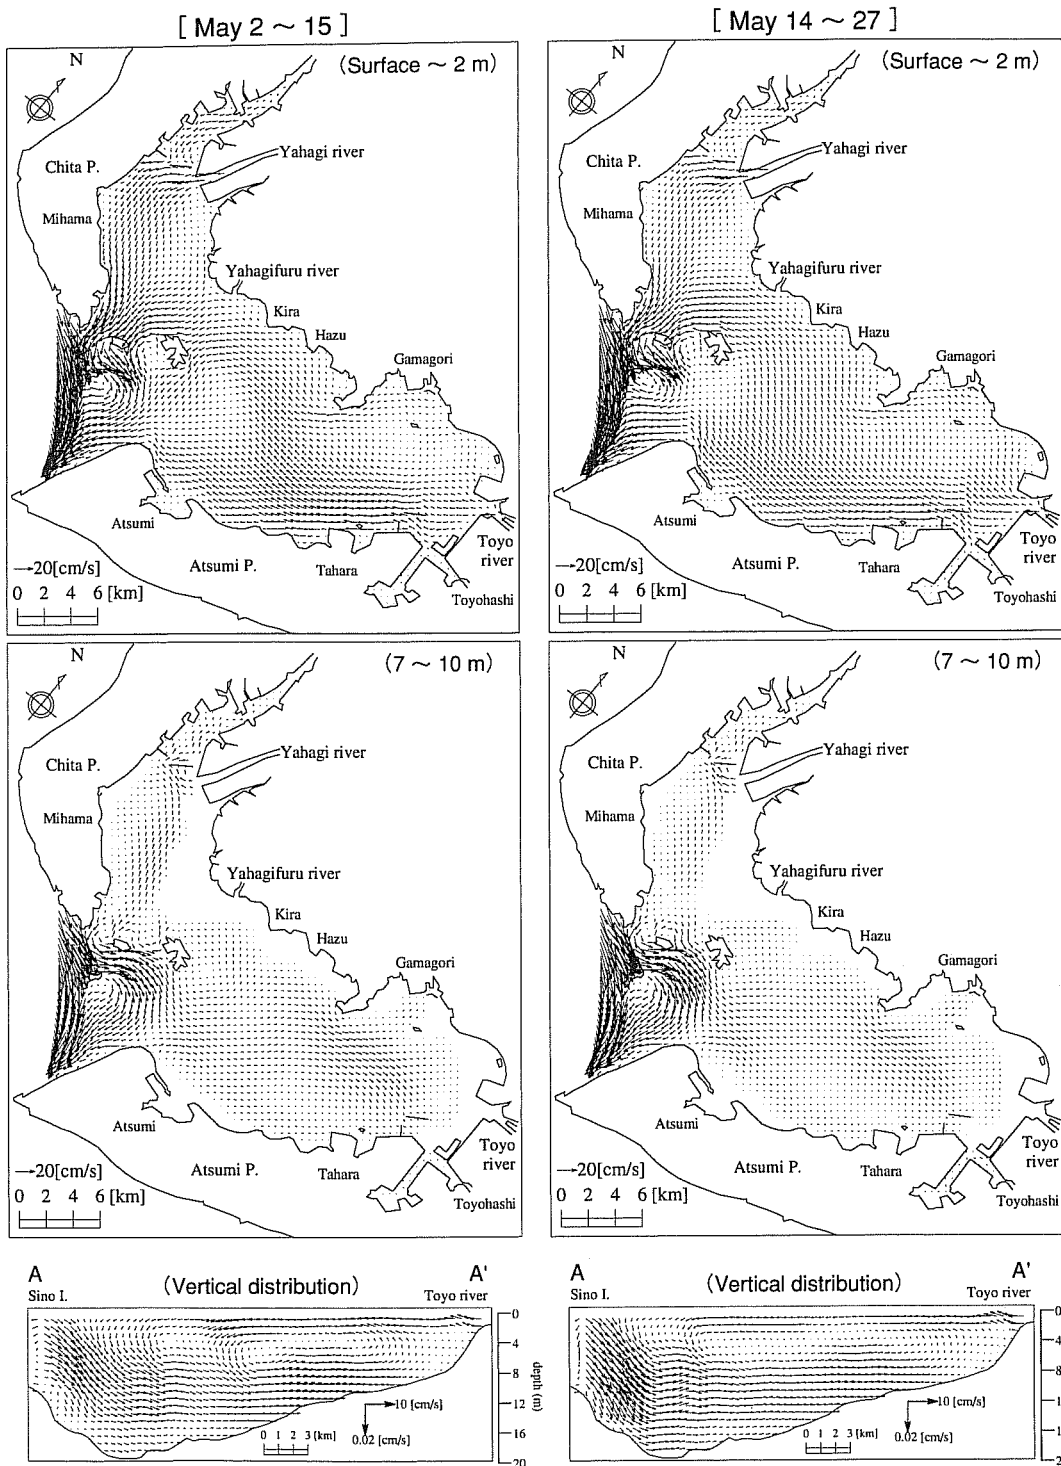 [ May 2 ～ 15 ]
[ May 14 ～ 27 ]
(Surface ～ 2 m)
N
Chita P.
Yahagi river
Mihama
Yahagifuru river
Kira
Hazu
Gamagori
Atsumi
Toyo
river
20[cm/s]
Atsumi P.
Tahara
0 2 4 6 [km]
Toyohashi
(Surface ～ 2 m)
N
Chita P.
Yahagi river
Mihama
Yahagifuru river
Kira
Hazu
Gamagori
Atsumi
Toyo
river
20[cm/s]
Atsumi P.
Tahara
0 2 4 6 [km]
Toyohashi
(7 ～ 10 m)
N
Chita P.
Yahagi river
Mihama
Yahagifuru river
Kira
Hazu
Gamagori
Atsumi
Toyo
river
20[cm/s]
Atsumi P.
Tahara
0 2 4 6 [km]
Toyohashi
(7 ～ 10 m)
N
Chita P.
Yahagi river
Mihama
Yahagifuru river
Kira
Hazu
Gamagori
Atsumi
Toyo
river
20[cm/s]
Atsumi P.
Tahara
0 2 4 6 [km]
Toyohashi
A (Vertical distribution) A'
Sino I. Toyo river
0
4
8
12
16
20
depth (m)
10 [cm/s]
0.02 [cm/s]
0 1 2 3 [km]
A (Vertical distribution) A'
Sino I. Toyo river
0
4
8
1
1
2
10 [cm/s]
0.02 [cm/s]
0 1 2 3 [km]